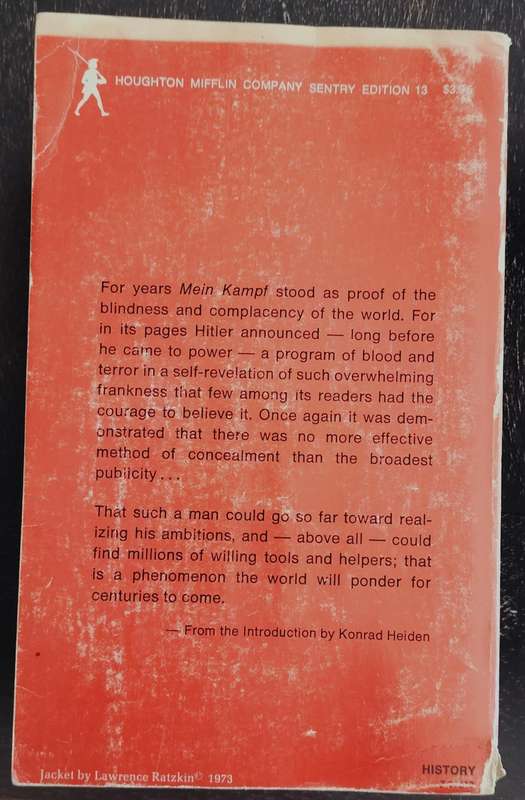 HOUGHTON MIFFLIN COMPANY SENTRY EDITION 13
For years Mein Kampf stood as proof of the
blindness and complacency of the world. For
in its pages Hitler announced — long before
he came to power — a program of blood and
terror in a self-revelation of such overwhelming
frankness that few among its readers had the
courage to believe it. Once again it was dem-
onstrated that there was no more effective
method of concealment than the broadest
publicity . . .
That such a man could go so far toward real-
izing his ambitions, and — above all — could
find millions of willing tools and helpers; that
is a phenomenon the world will ponder for
centuries to come.
— From the Introduction by Konrad Heiden
HISTORY
Jacket by Lawrence Ratzkin© 1973